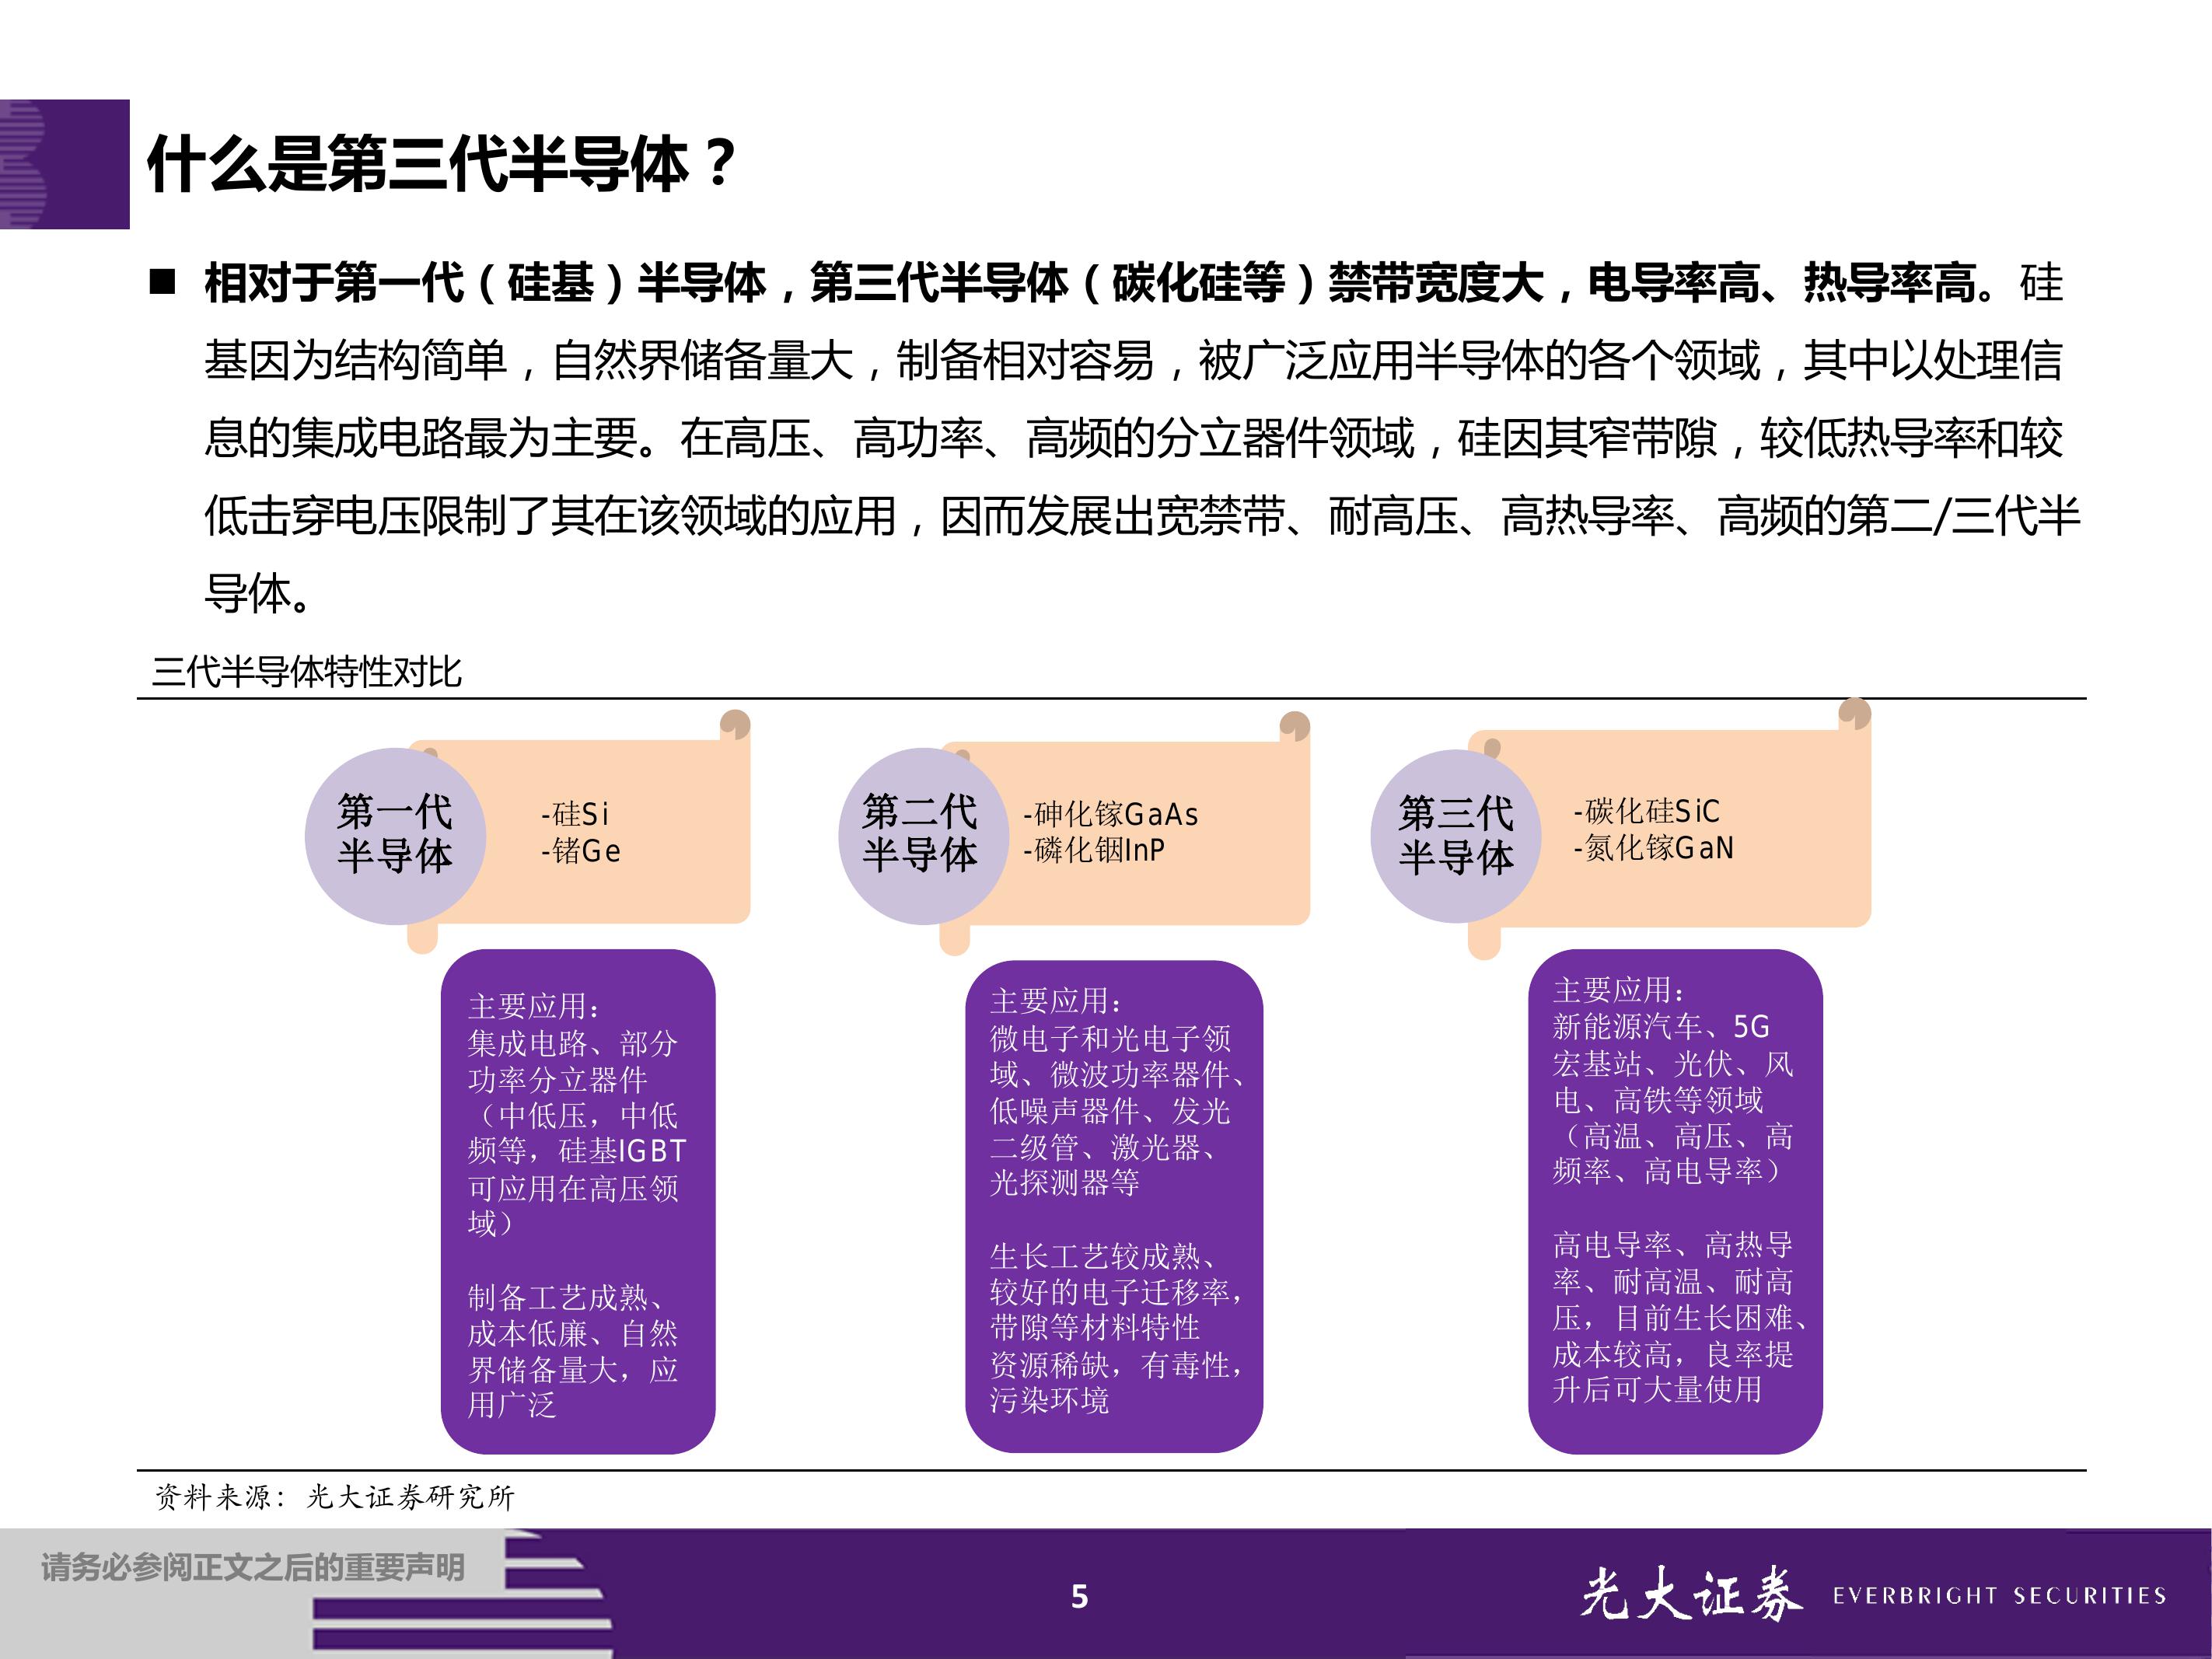 什么是第三代半导体？
■ 相对于第一代（硅基）半导体，第三代半导体（碳化硅等）禁带宽度大，电导率高、热导率高。硅
基因为结构简单，自然界储备量大，制备相对容易，被广泛应用半导体的各个领域，其中以处理信
息的集成电路最为主要。在高压、高功率、高频的分立器件领域，硅因其窄带隙，较低热导率和较
低击穿电压限制了其在该领域的应用，因而发展出宽禁带、耐高压、高热导率、高频的第二/三代半
导体。
三代半导体特性对比
第一代
半导体
-硅Si
-锗Ge
主要应用：
集成电路、部分
功率分立器件
（中低压，中低
频等，硅基IGBT
可应用在高压领
域）
制备工艺成熟、
成本低廉、自然
界储备量大，应
用广泛
第二代
半导体
-砷化镓GaAs
-磷化铟InP
主要应用：
微电子和光电子领
域、微波功率器件、
低噪声器件、发光
二级管、激光器、
光探测器等
生长工艺较成熟、
较好的电子迁移率，
带隙等材料特性
资源稀缺，有毒性，
污染环境
第三代
半导体
-碳化硅SiC
-氮化镓GaN
主要应用：
新能源汽车、5G
宏基站、光伏、风
电、高铁等领域
（高温、高压、高
频率、高电导率）
高电导率、高热导
率、耐高温、耐高
压，目前生长困难、
成本较高，良率提
升后可大量使用
资料来源：光大证券研究所
请务必参阅正文之后的重要声明
5
光大证券 EVERBRIGHT SECURITIES